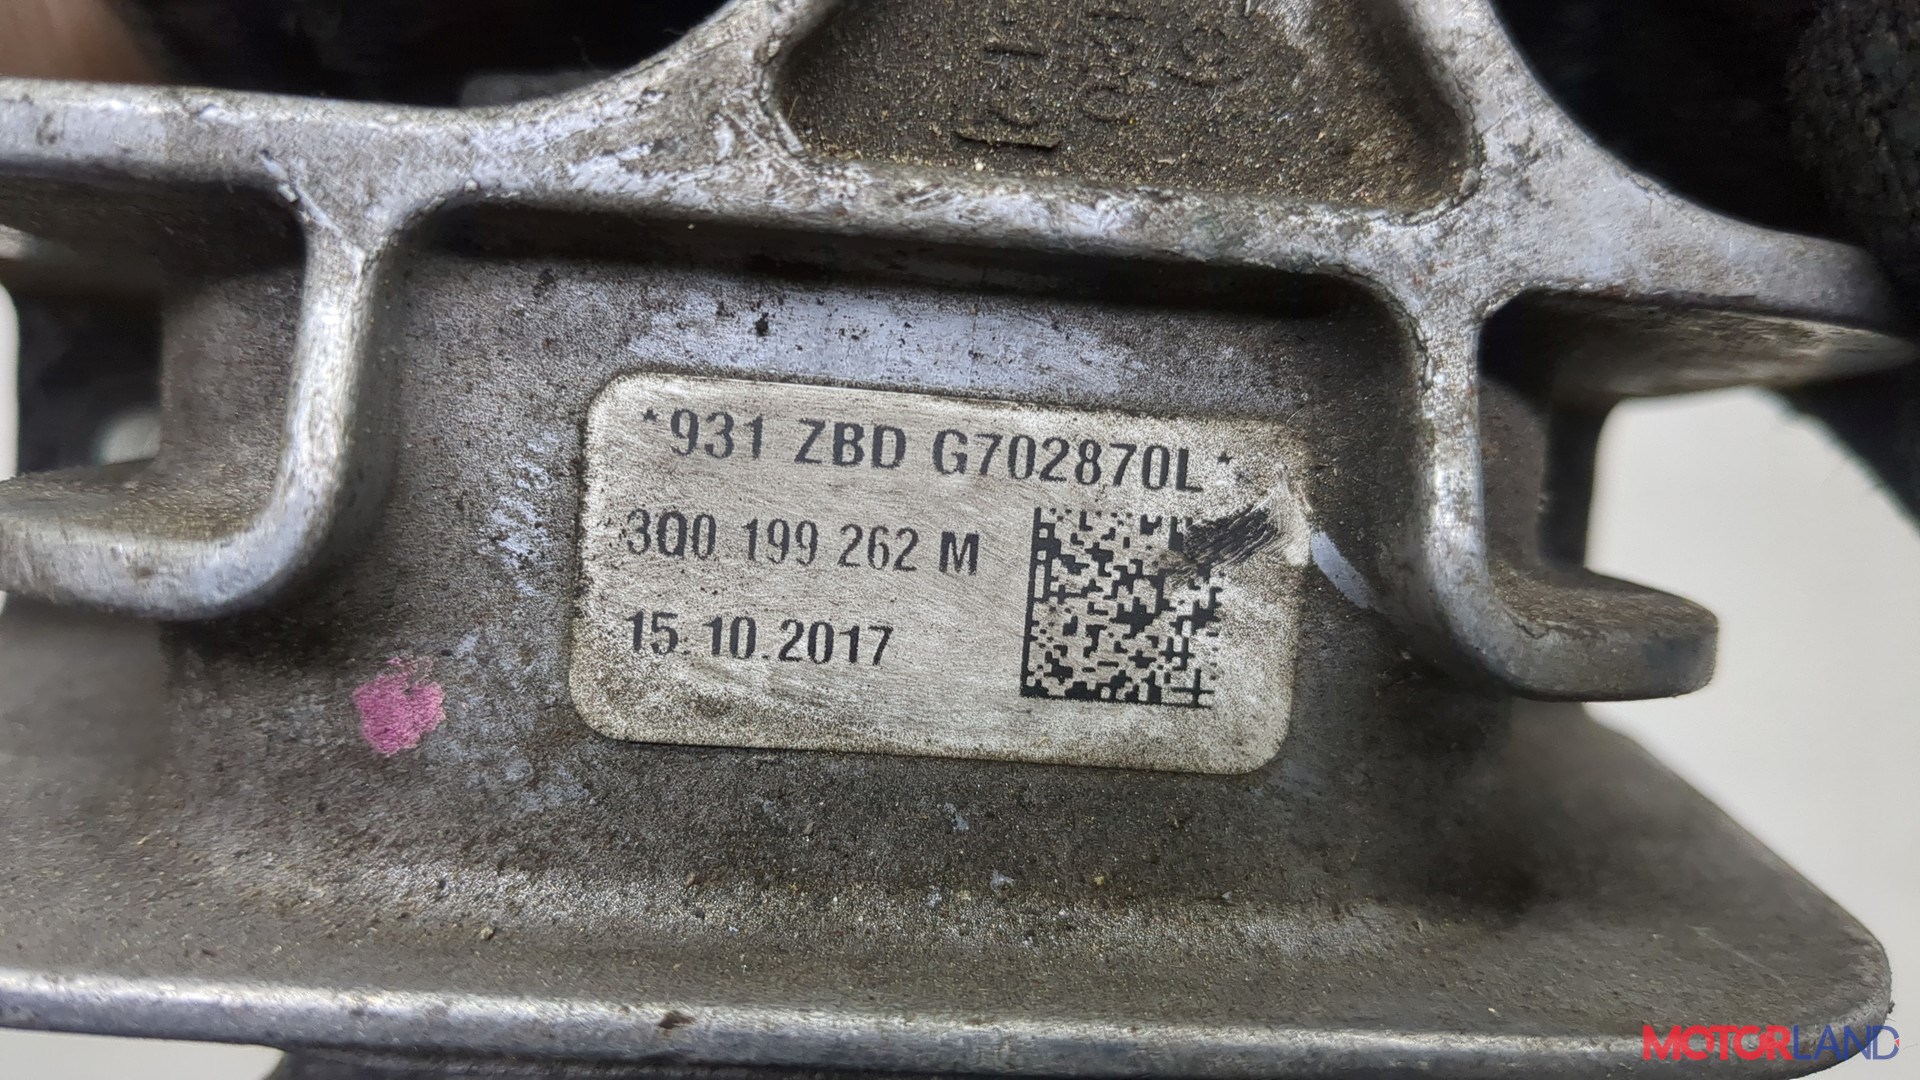 *931 ZBD G702870L*
3Q0 199 262 M
15.10.2017
MOTORLAND